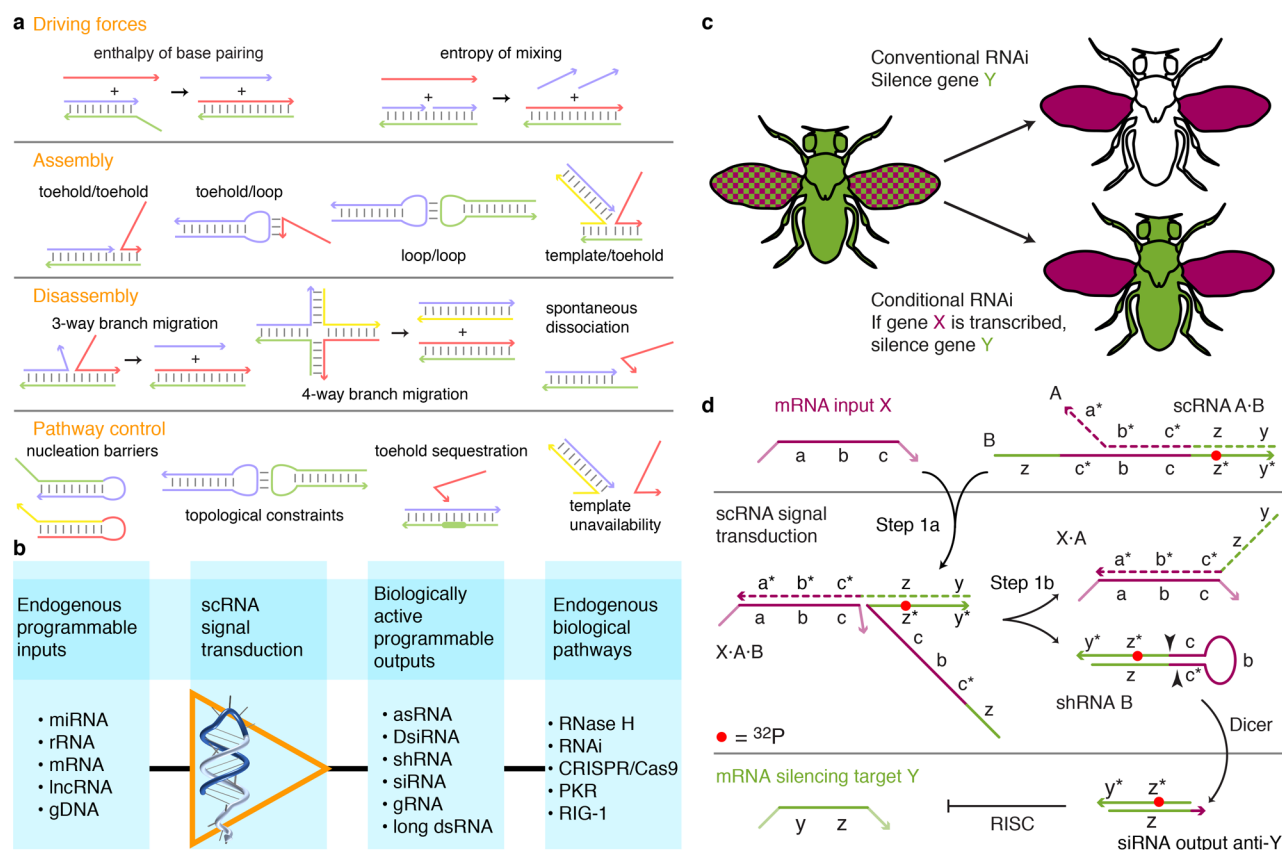 a Driving forces
enthalpy of base pairing
+
+
entropy of mixing
+
+
Assembly
toehold/toehold
toehold/loop
loop/loop
template/toehold
Disassembly
3-way branch migration
+
+
4-way branch migration
spontaneous
dissociation
Pathway control
nucleation barriers
topological constraints
toehold sequestration
template
unavailability
b
Endogenous
programmable
inputs
scRNA
signal
transduction
Biologically
active
programmable
outputs
Endogenous
biological
pathways
• miRNA
• rRNA
• mRNA
• lncRNA
• gDNA
• asRNA
• DsiRNA
• shRNA
• siRNA
• gRNA
• long dsRNA
• RNase H
• RNAi
• CRISPR/Cas9
• PKR
• RIG-1
c
Conventional RNAi
Silence gene Y
Conditional RNAi
If gene X is transcribed,
silence gene Y
d
mRNA input X
a b c
A
a*
scRNA A·B
b* c* z y
B
z c* b c z* y*
scRNA signal
transduction
Step 1a
a* b* c* z y
a b c z* y*
c
b
c*
z
X·A·B
= 32P
Step 1b
X·A
y
z
a* b* c*
a b c
y* z* c
z c*
b
shRNA B
Dicer
mRNA silencing target Y
y z
RISC
y* z*
z
siRNA output anti-Y